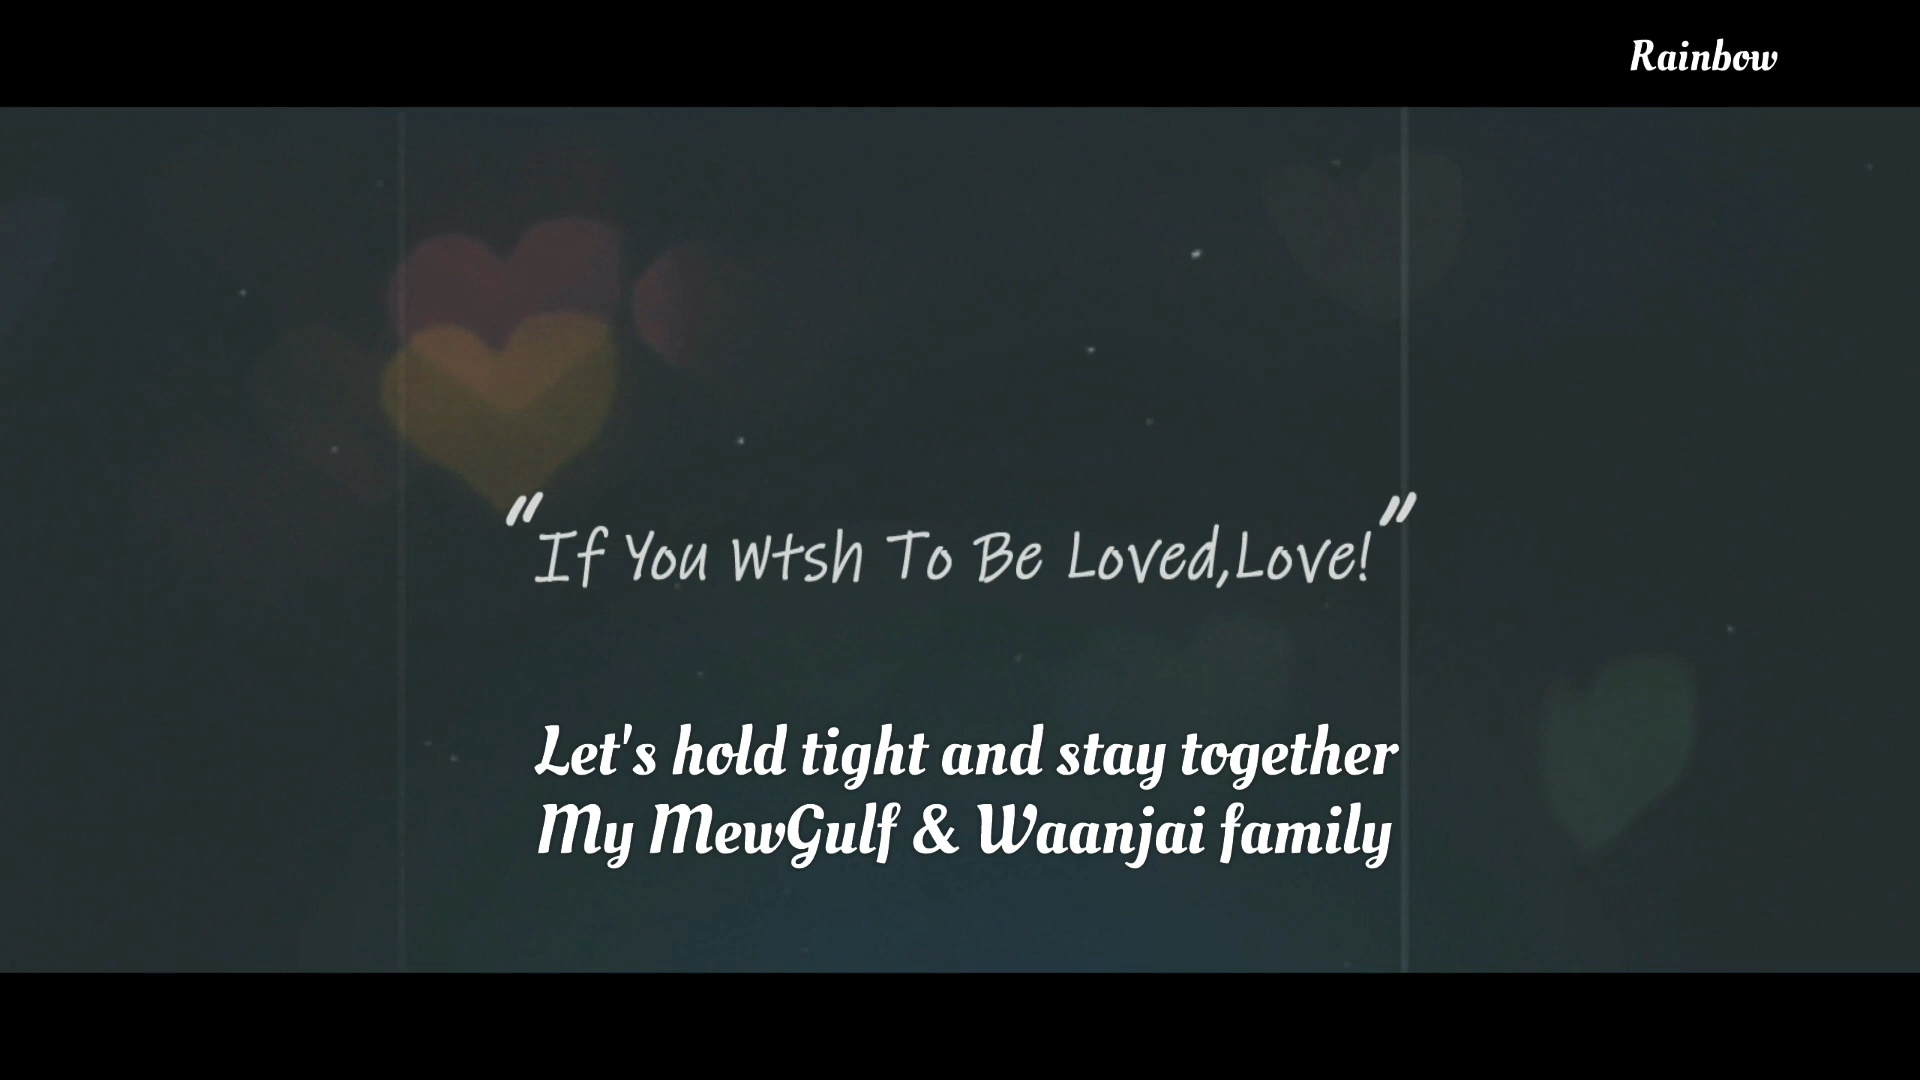 Rainbow
"If You Wtsh To Be Loved,Love!"
Let's hold tight and stay together
My MewGulf & Waanjai family